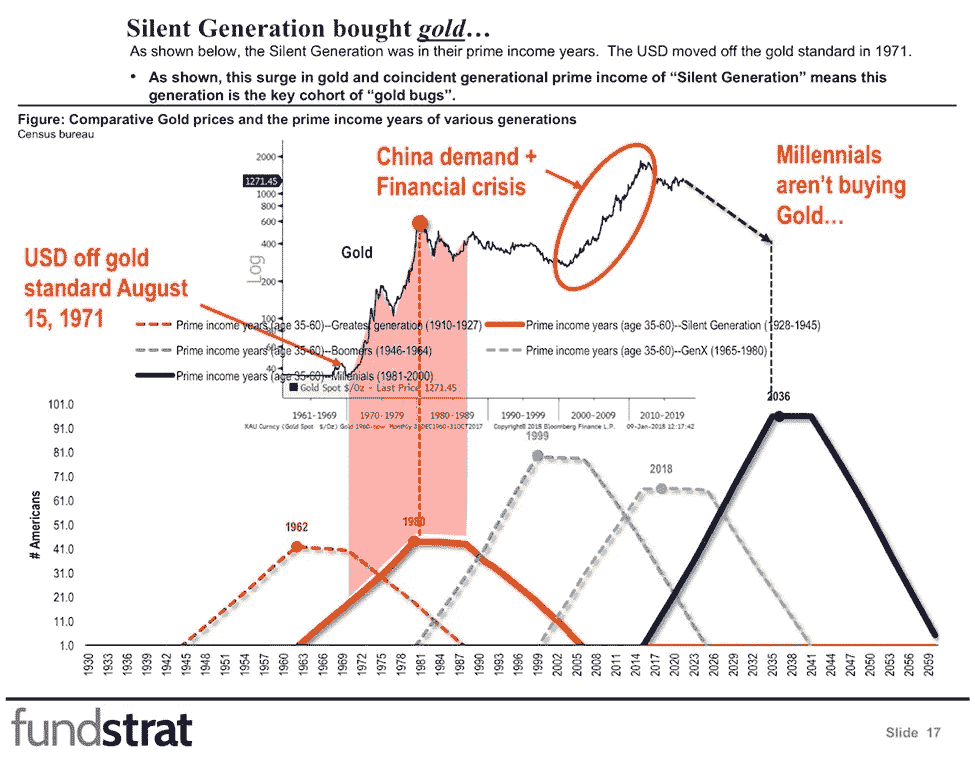 Silent Generation bought gold…
As shown below, the Silent Generation was in their prime income years.  The USD moved off the gold standard in 1971.
• As shown, this surge in gold and coincident generational prime income of “Silent Generation” means this
generation is the key cohort of “gold bugs”.
Figure: Comparative Gold prices and the prime income years of various generations
Census bureau
China demand +
Financial crisis
Millennials
aren’t buying
Gold…
USD off gold
standard August
15, 1971
Gold
Log
2000
1271.45
1000
800
600
400
200
100
80
60
40
Prime income years (age 35-60)--Greatest generation (1910-1927)
Prime income years (age 35-60)--Silent Generation (1928-1945)
Prime income years (age 35-60)--Boomers (1946-1964)
Prime income years (age 35-60)--GenX (1965-1980)
Prime income years (age 35-60)--Millenials (1981-2000)
Gold Spot $/Oz - Last Price 1271.45
1961-1969 1970-1979 1980-1989 1990-1999 2000-2009 2010-2019
XAU Curncy (Gold Spot $/Oz) Gold 1960-now Monthly 31DEC1960-31OCT2017 Copyright© 2018 Bloomberg Finance L.P. 09-Jan-2018 12:17:42
1962
1980
1999
2018
2036
# Americans
101.0
91.0
81.0
71.0
61.0
51.0
41.0
31.0
21.0
11.0
1.0
1930 1933 1936 1939 1942 1945 1948 1951 1954 1957 1960 1963 1966 1969 1972 1975 1978 1981 1984 1987 1990 1993 1996 1999 2002 2005 2008 2011 2014 2017 2020 2023 2026 2029 2032 2035 2038 2041 2044 2047 2050 2053 2056 2059
fundstrat
Slide 17